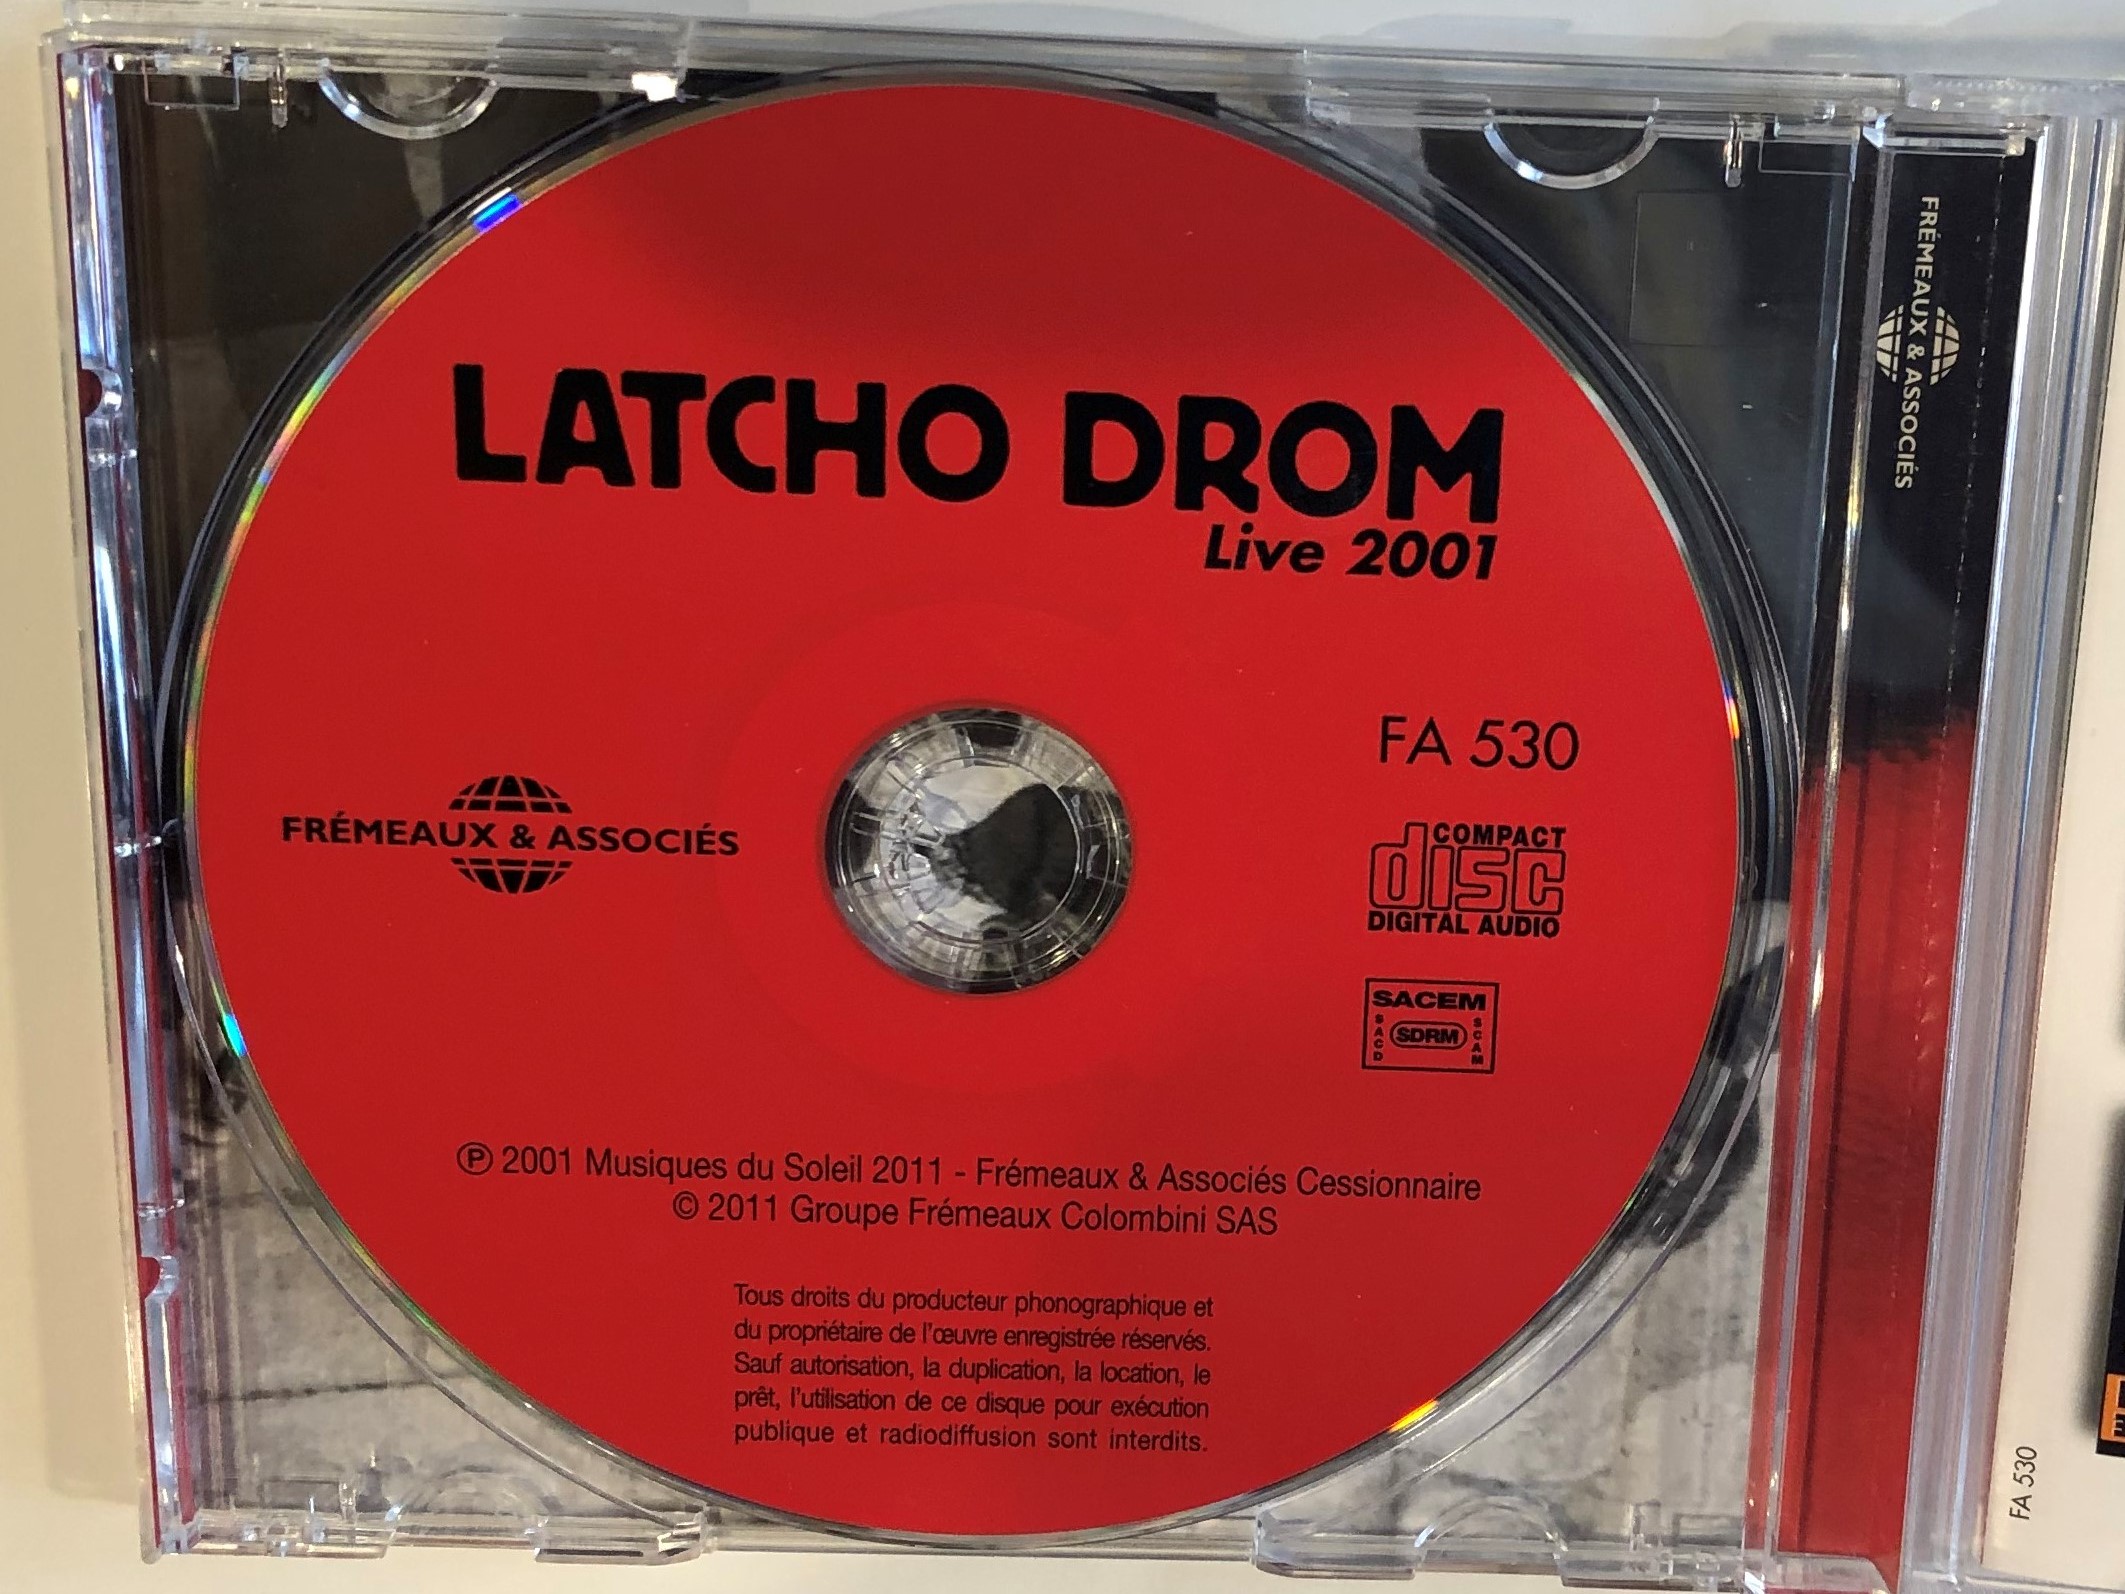 LATCHO DROM
Live 2001
FRÉMEAUX & ASSOCIÉS
FA 530
COMPACT
disc
DIGITAL AUDIO
SACEM
SACD
SDRM
SCAM
℗ 2001 Musiques du Soleil 2011 - Frémeaux & Associés Cessionnaire
© 2011 Groupe Frémeaux Colombini SAS
Tous droits du producteur phonographique et
du propriétaire de l'œuvre enregistrée réservés.
Sauf autorisation, la duplication, la location, le
prêt, l'utilisation de ce disque pour exécution
publique et radiodiffusion sont interdits.
FRÉMEAUX & ASSOCIÉS
FA 530